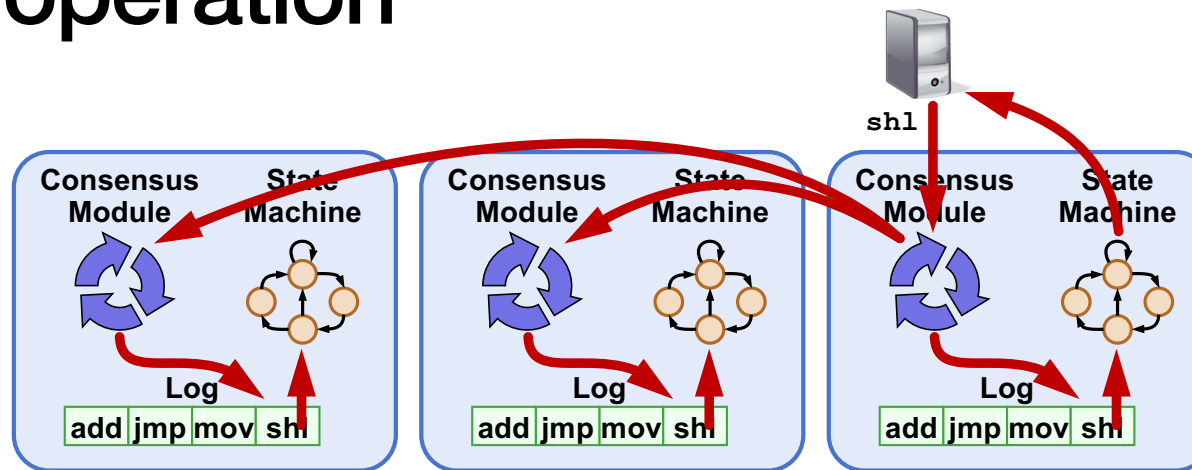 operation
shl
Consensus Module
State Machine
Log
add jmp mov shl
Consensus Module
State Machine
Log
add jmp mov shl
Consensus Module
State Machine
Log
add jmp mov shl